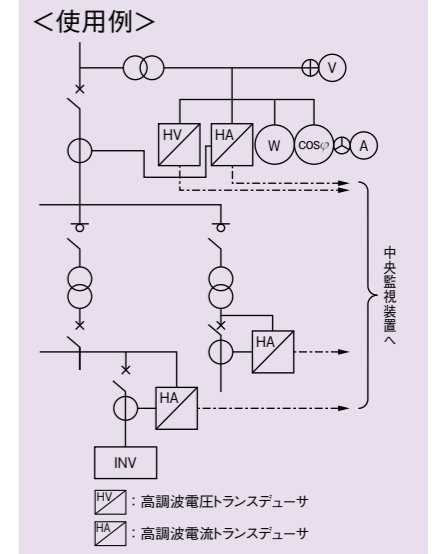 ＜使用例＞
V
HV
HA
W
cosφ
A
中央監視装置へ
HA
HA
INV
HV：高調波電圧トランスデューサ
HA：高調波電流トランスデューサ